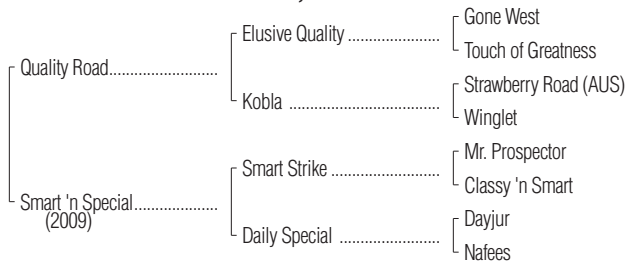 Gone West
Elusive Quality ....................
Touch of Greatness
Quality Road.......................
Strawberry Road (AUS)
Kobla .................................
Winglet
Mr. Prospector
Smart Strike ........................
Classy 'n Smart
Smart 'n Special..................
(2009)
Dayjur
Daily Special ......................
Nafees